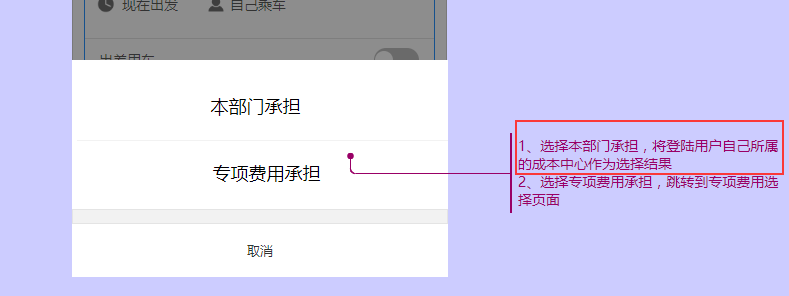 现在出发 自己乘车
出差用车
本部门承担
专项费用承担
取消
1、选择本部门承担，将登陆用户自己所属
的成本中心作为选择结果
2、选择专项费用承担，跳转到专项费用选
择页面